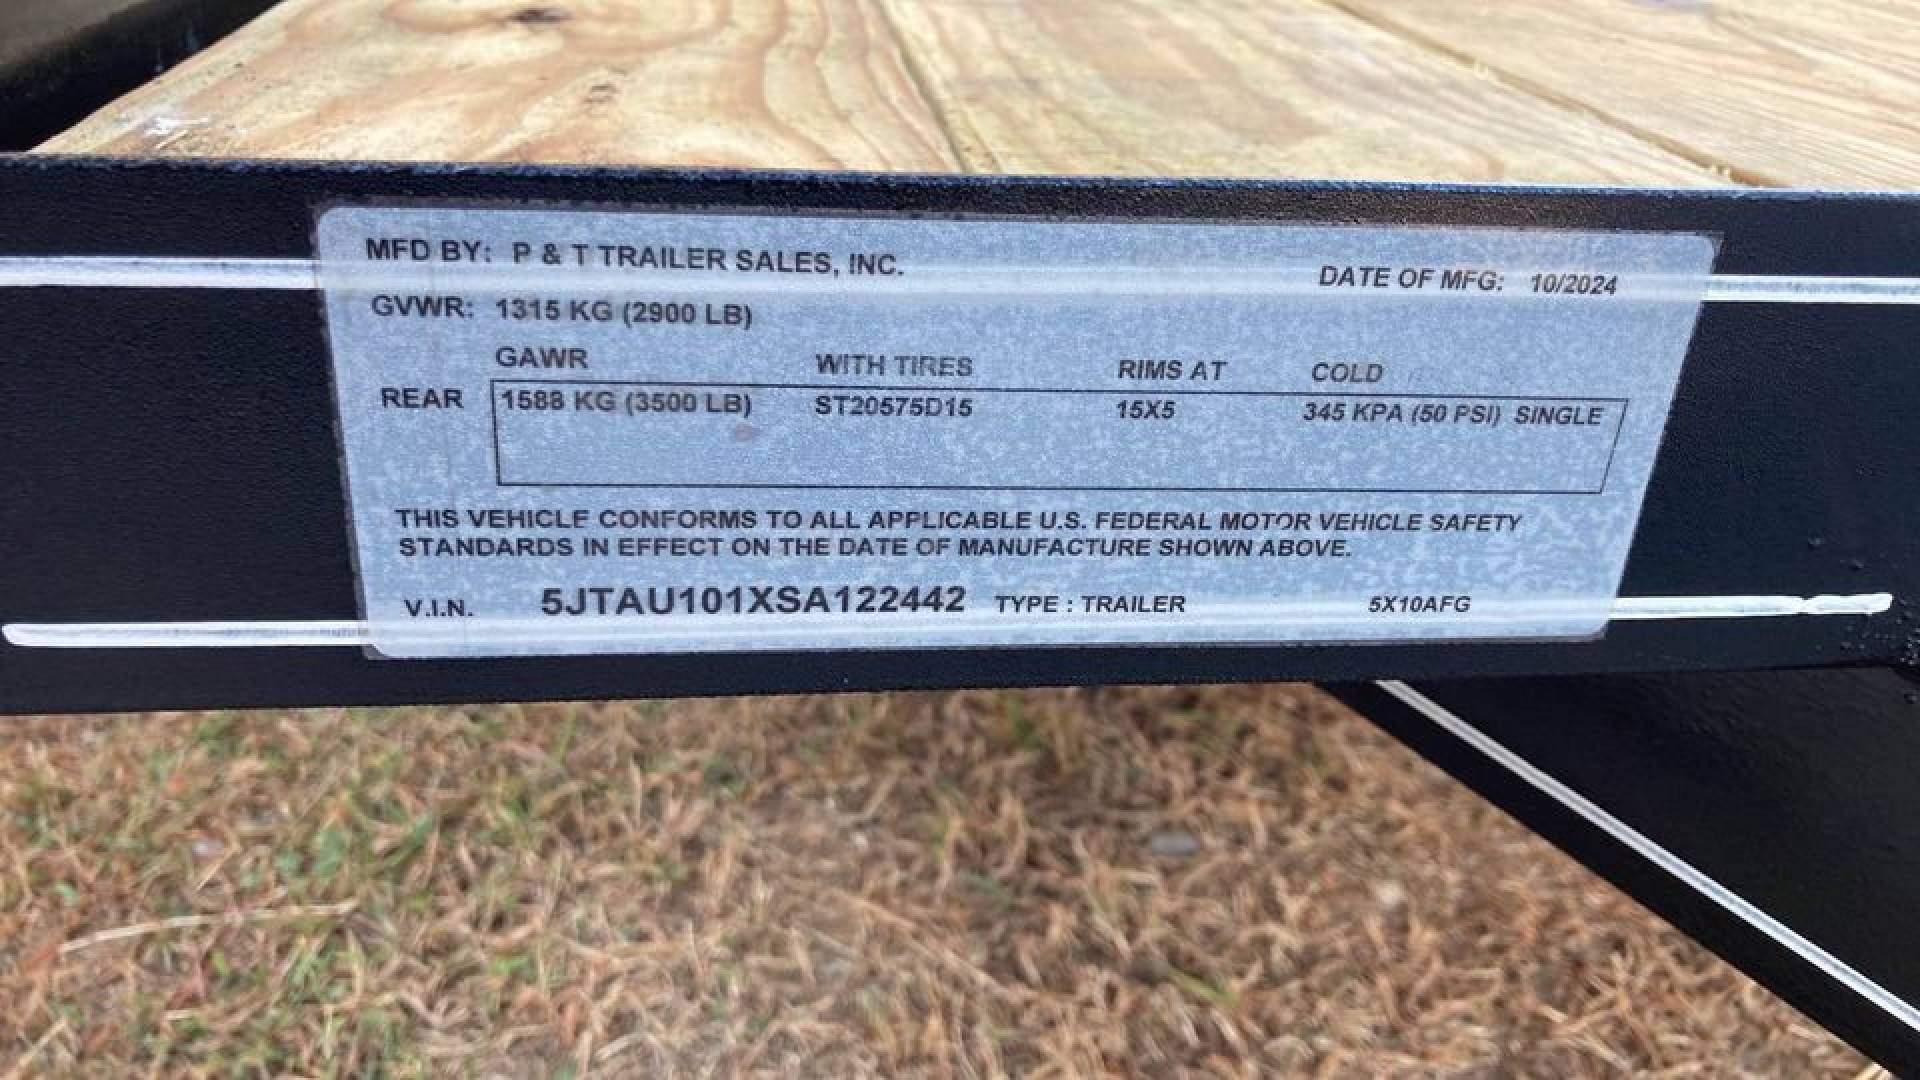 MFD BY: P & T TRAILER SALES, INC. DATE OF MFG: 10/2024
GVWR: 1315 KG (2900 LB)
GAWR WITH TIRES RIMS AT COLD
REAR 1588 KG (3500 LB) ST20575D15 15X5 345 KPA (50 PSI) SINGLE
THIS VEHICLE CONFORMS TO ALL APPLICABLE U.S. FEDERAL MOTOR VEHICLE SAFETY
STANDARDS IN EFFECT ON THE DATE OF MANUFACTURE SHOWN ABOVE.
V.I.N. 5JTAU101XSA122442 TYPE : TRAILER 5X10AFG